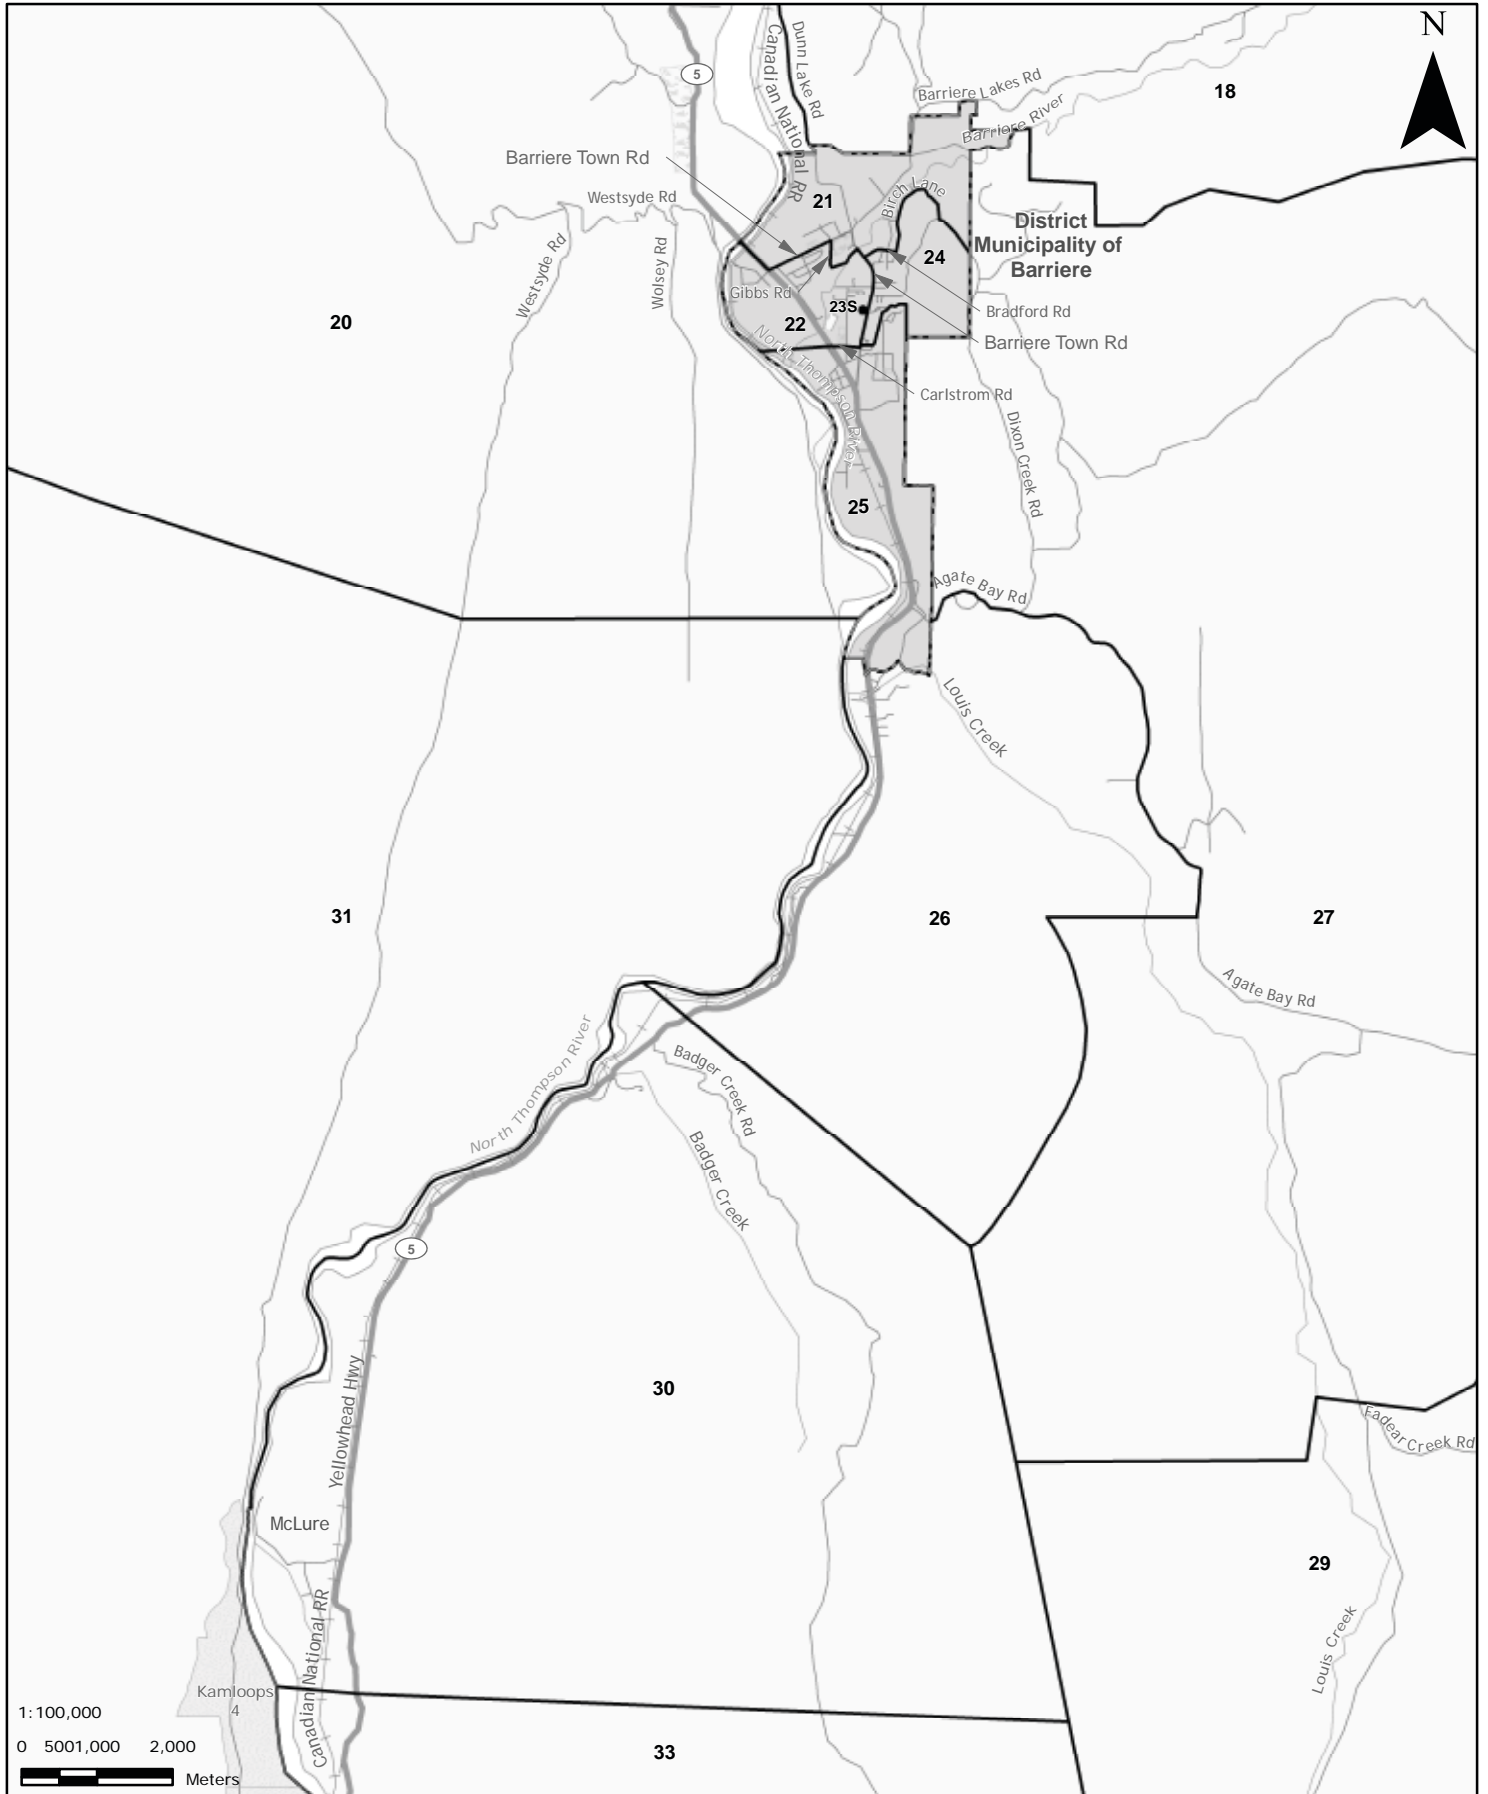 N
5
Canadian National RR
Dunn Lake Rd
Barriere Lakes Rd
18
Barriere River
Barriere Town Rd
Westsyde Rd
21
Birch Lane
District
Municipality of
Barriere
24
Westsyde Rd
Wolsey Rd
Gibbs Rd
23S
Bradford Rd
20
22
Barriere Town Rd
North Thompson River
Carlstrom Rd
Dixon Creek Rd
25
Agate Bay Rd
Louis Creek
31
26
27
Agate Bay Rd
North Thompson River
Badger Creek Rd
Badger Creek
5
30
Yellowhead Hwy
Fadear Creek Rd
McLure
29
Canadian National RR
Louis Creek
Kamloops
4
1:100,000
33
0 500 1,000 2,000
Meters